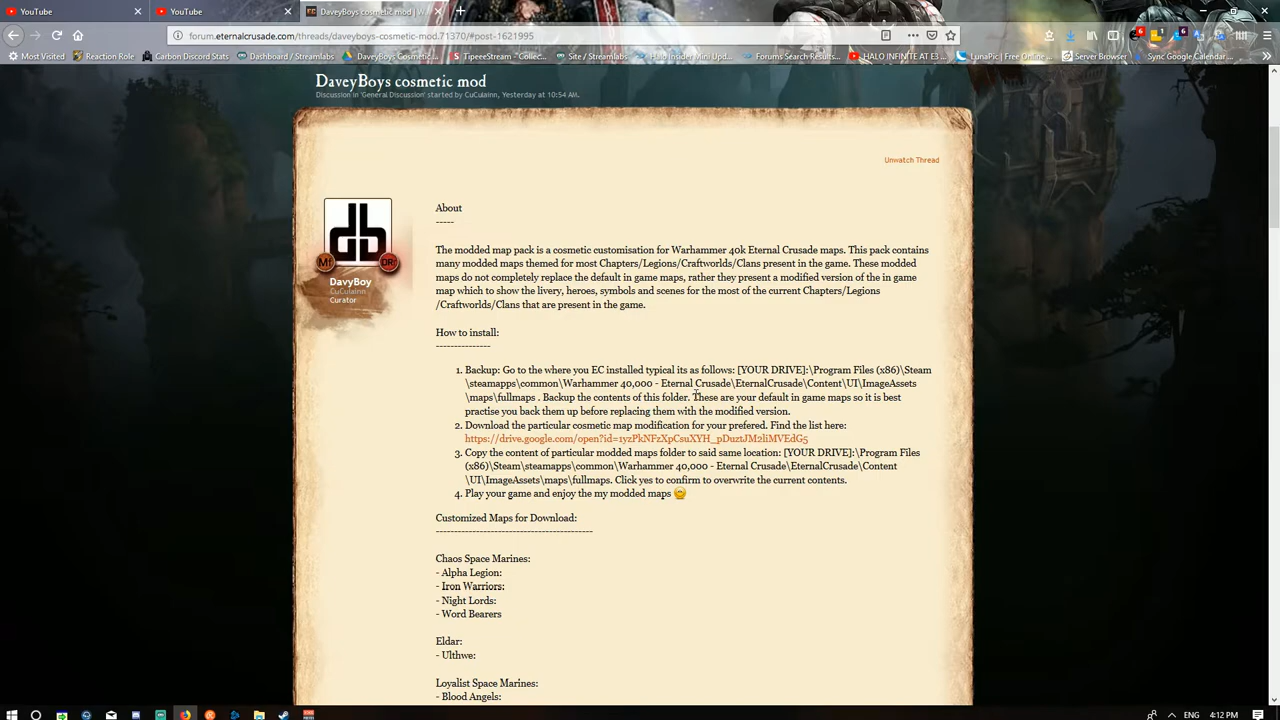 YouTube
YouTube
DaveyBoys cosmetic mod | W
forum.eternalcrusade.com/threads/daveyboys-cosmetic-mod.71370/#post-1621995
Most Visited
Reaction Role
Carbon Discord Stats
Dashboard / Streamlabs
DaveyBoys Cosmetic ...
TipeeeStream - Collec...
Site / Streamlabs
Halo Insider Mini Upd...
Forums Search Results...
HALO INFINITE AT E3 ...
LunaPic | Free Online ...
Server Browser
Sync Google Calendar...
DaveyBoys cosmetic mod
Discussion in 'General Discussion' started by CuCulainn, Yesterday at 10:54 AM.
Unwatch Thread
DavyBoy
CuCulainn
Curator
About
-----
The modded map pack is a cosmetic customisation for Warhammer 40k Eternal Crusade maps. This pack contains
many modded maps themed for most Chapters/Legions/Craftworlds/Clans present in the game. These modded
maps do not completely replace the default in game maps, rather they present a modified version of the in game
map which to show the livery, heroes, symbols and scenes for the most of the current Chapters/Legions
/Craftworlds/Clans that are present in the game.
How to install:
---------------
1. Backup: Go to the where you EC installed typical its as follows: [YOUR DRIVE]:\Program Files (x86)\Steam
\steamapps\common\Warhammer 40,000 - Eternal Crusade\EternalCrusade\Content\UI\ImageAssets
\maps\fullmaps . Backup the contents of this folder. These are your default in game maps so it is best
practise you back them up before replacing them with the modified version.
2. Download the particular cosmetic map modification for your prefered. Find the list here:
https://drive.google.com/open?id=1yzPkNFzXpCsuXYH_pDuztJM2liMVEdG5
3. Copy the content of particular modded maps folder to said same location: [YOUR DRIVE]:\Program Files
(x86)\Steam\steamapps\common\Warhammer 40,000 - Eternal Crusade\EternalCrusade\Content
\UI\ImageAssets\maps\fullmaps. Click yes to confirm to overwrite the current contents.
4. Play your game and enjoy the my modded maps
Customized Maps for Download:
-------------------------------------------
Chaos Space Marines:
- Alpha Legion:
- Iron Warriors:
- Night Lords:
- Word Bearers
Eldar:
- Ulthwe:
Loyalist Space Marines:
- Blood Angels:
ENG
4:12 PM